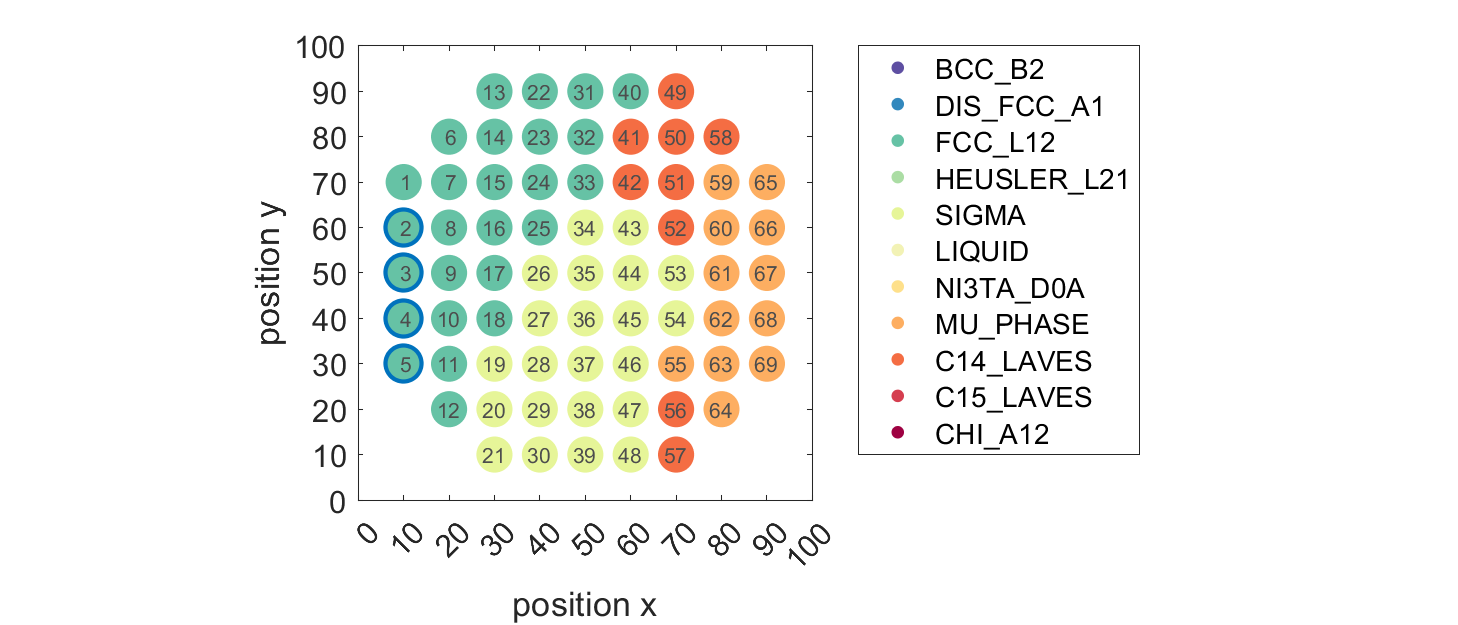 100
90
80
70
60
50
40
30
20
10
0
position y
13 22 31 40 49
6 14 23 32 41 50 58
1 7 15 24 33 42 51 59 65
2 8 16 25 34 43 52 60 66
3 9 17 26 35 44 53 61 67
4 10 18 27 36 45 54 62 68
5 11 19 28 37 46 55 63 69
12 20 29 38 47 56 64
21 30 39 48 57
0 10 20 30 40 50 60 70 80 90 100
position x
BCC_B2
DIS_FCC_A1
FCC_L12
HEUSLER_L21
SIGMA
LIQUID
NI3TA_D0A
MU_PHASE
C14_LAVES
C15_LAVES
CHI_A12